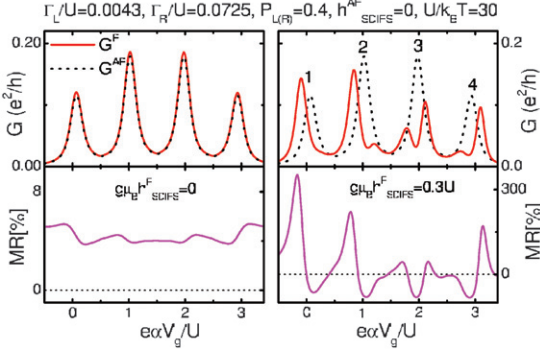 Γ_L/U=0.0043, Γ_R/U=0.0725, P_L(R)=0.4, h^AF_SCIFS=0, U/k_BT=30
G (e²/h)
0.20
0.00
G^F
G^AF
1
2
3
4
0.2
0.0
G (e²/h)
MR[%]
8
4
0
gμ_Bh^F_SCIFS=0
gμ_Bh^F_SCIFS=0.3U
300
0
MR[%]
0 1 2 3
0 1 2 3
eαV_g/U
eαV_g/U